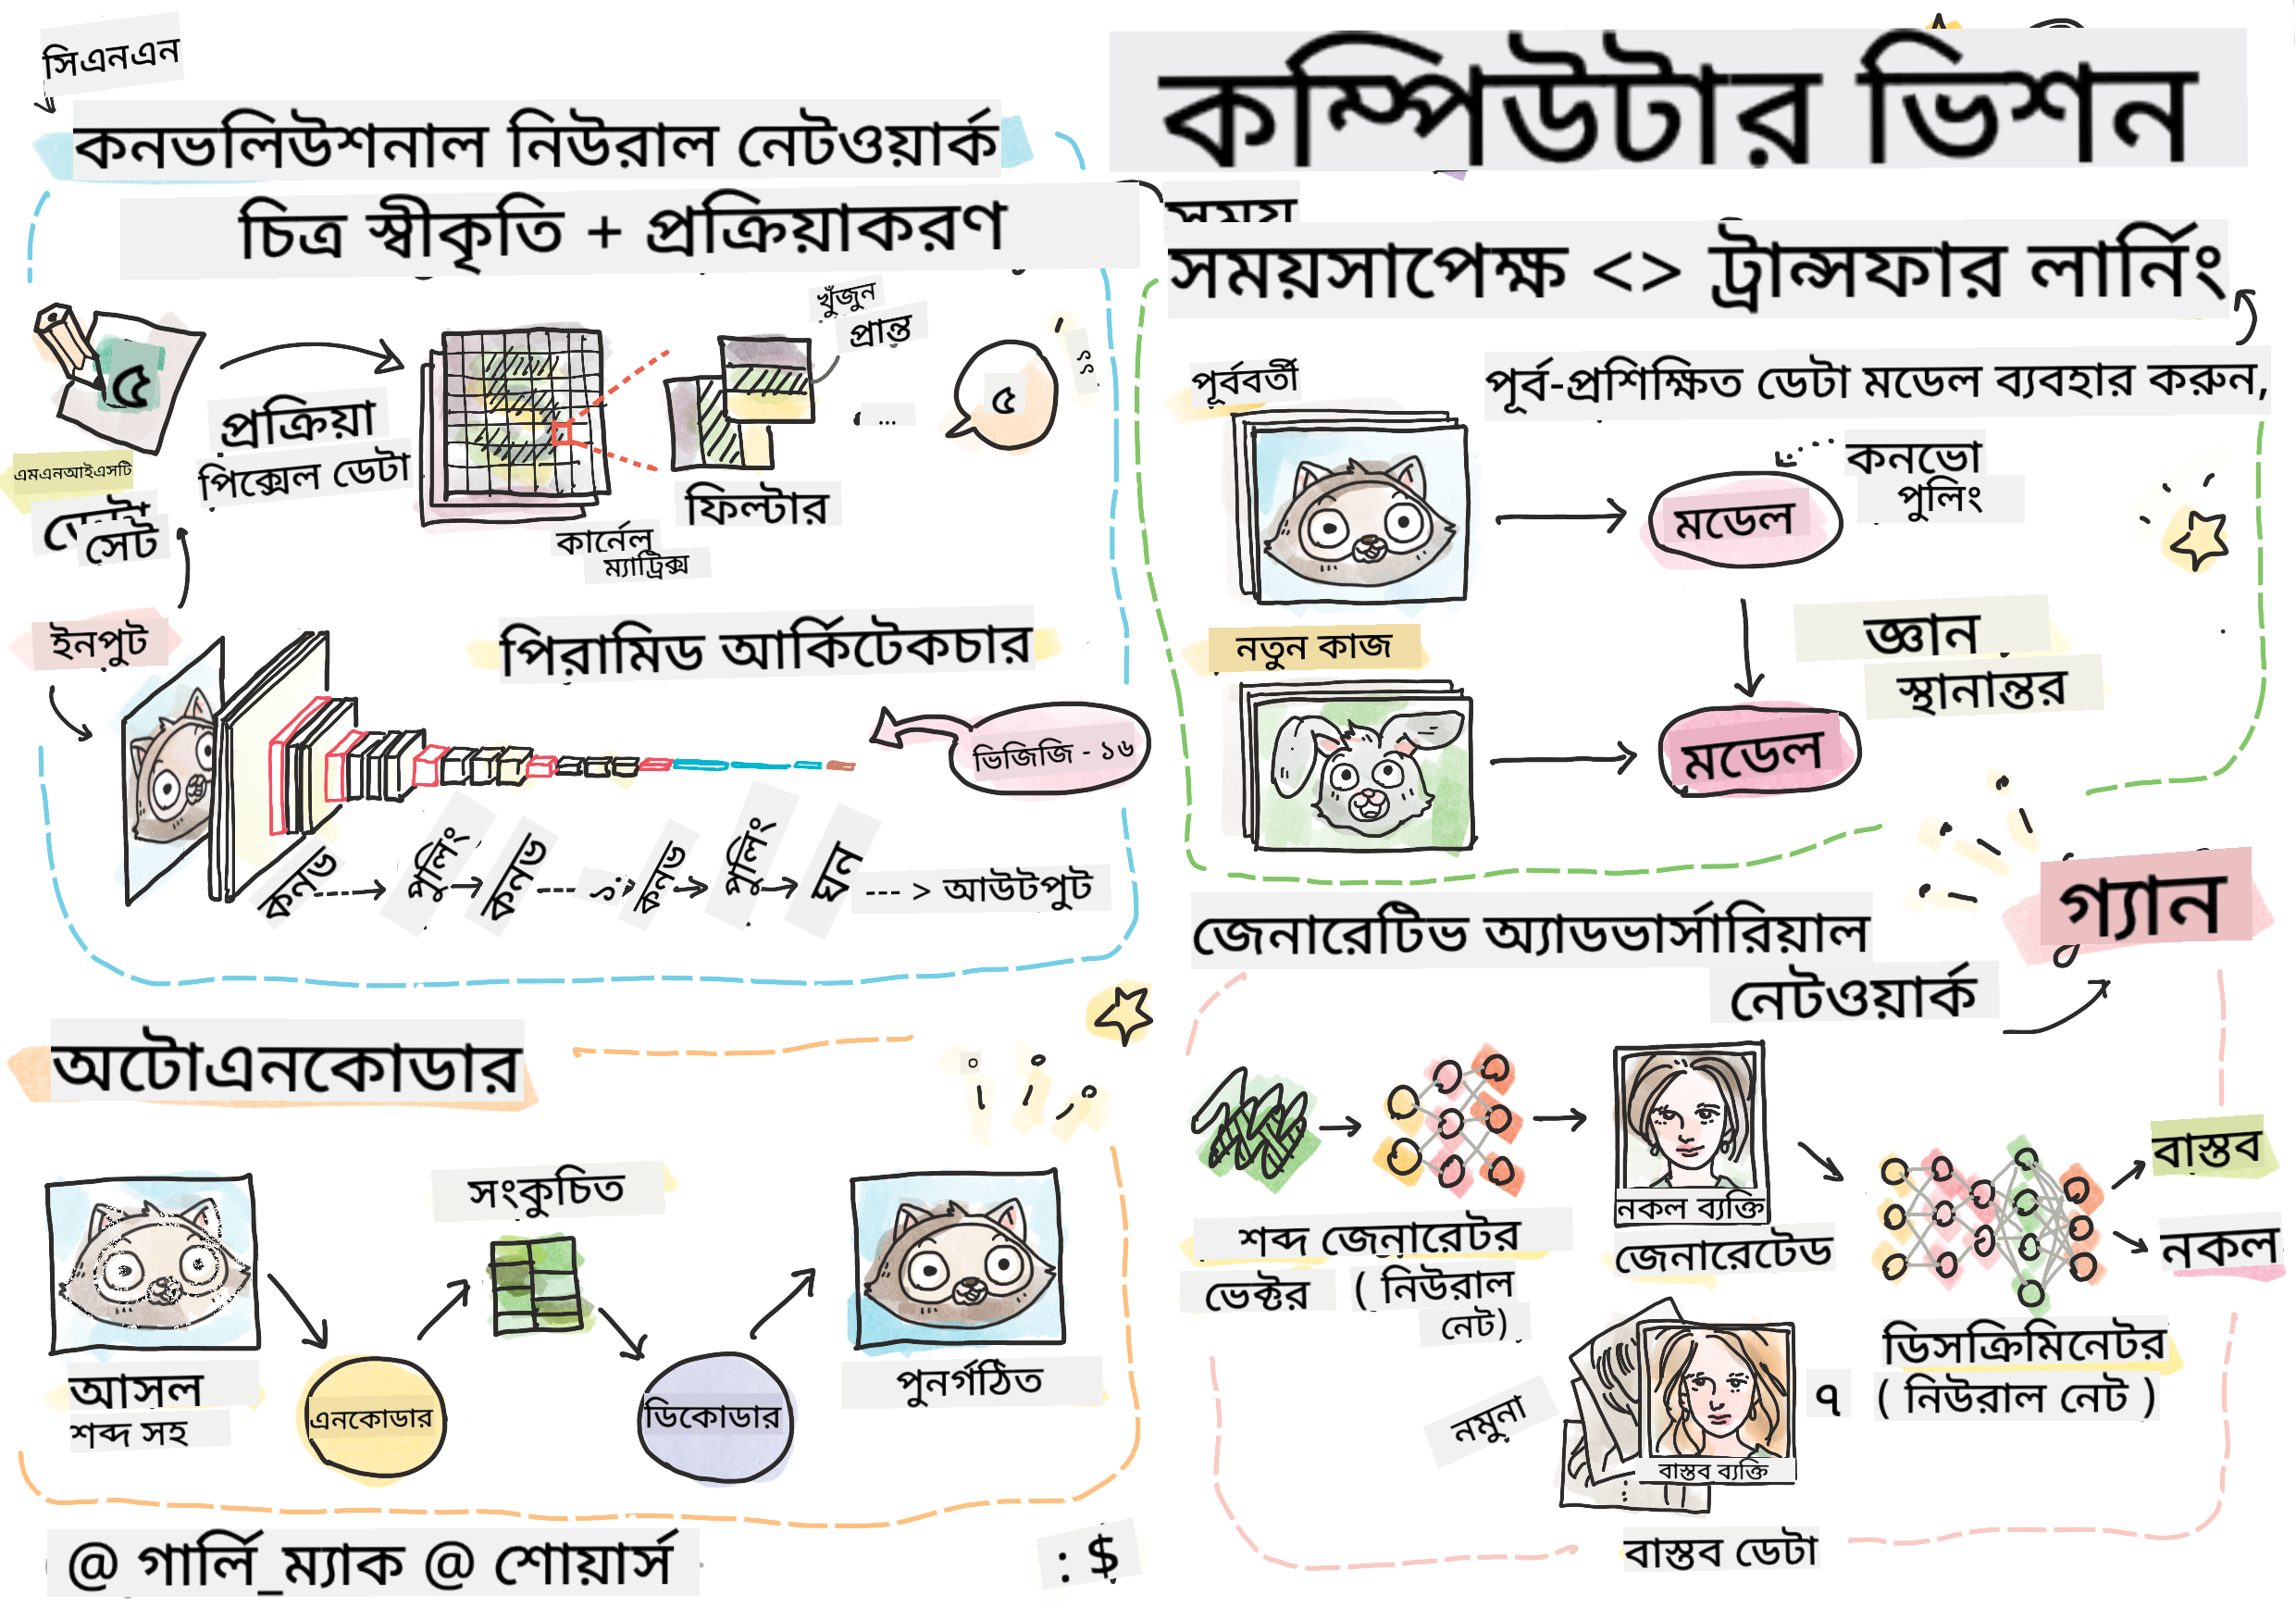 সিএনএন
কনভলিউশনাল নিউরাল নেটওয়ার্ক
চিত্র স্বীকৃতি + প্রক্রিয়াকরণ
খুঁজুন
প্রান্ত
৫
৫
...
প্রক্রিয়া
পিক্সেল ডেটা
এমএনআইএসটি
ডেটা
সেট
ফিল্টার
কার্নেল
ম্যাট্রিক্স
ইনপুট
পিরামিড আর্কিটেকচার
ভিজিজি - ১৬
কনভ
পুলিং
কনভ
কনভ
পুলিং
ঘন
--- > আউটপুট
কম্পিউটার ভিশন
সময়
সময়সাপেক্ষ <> ট্রান্সফার লার্নিং
পূর্ববর্তী
পূর্ব-প্রশিক্ষিত ডেটা মডেল ব্যবহার করুন,
কনভো
পুলিং
মডেল
নতুন কাজ
জ্ঞান
স্থানান্তর
মডেল
গ্যান
জেনারেটিভ অ্যাডভার্সারিয়াল
নেটওয়ার্ক
বাস্তব
নকল
নকল ব্যক্তি
শব্দ জেনারেটর
ভেক্টর ( নিউরাল
নেট)
জেনারেটেড
ডিসক্রিমিনেটর
( নিউরাল নেট )
৭
নমুনা
বাস্তব ব্যক্তি
বাস্তব ডেটা
অটোএনকোডার
সংকুচিত
আসল
শব্দ সহ
এনকোডার
ডিকোডার
পুনর্গঠিত
@ গার্লি_ম্যাক @ শোয়ার্স
: $